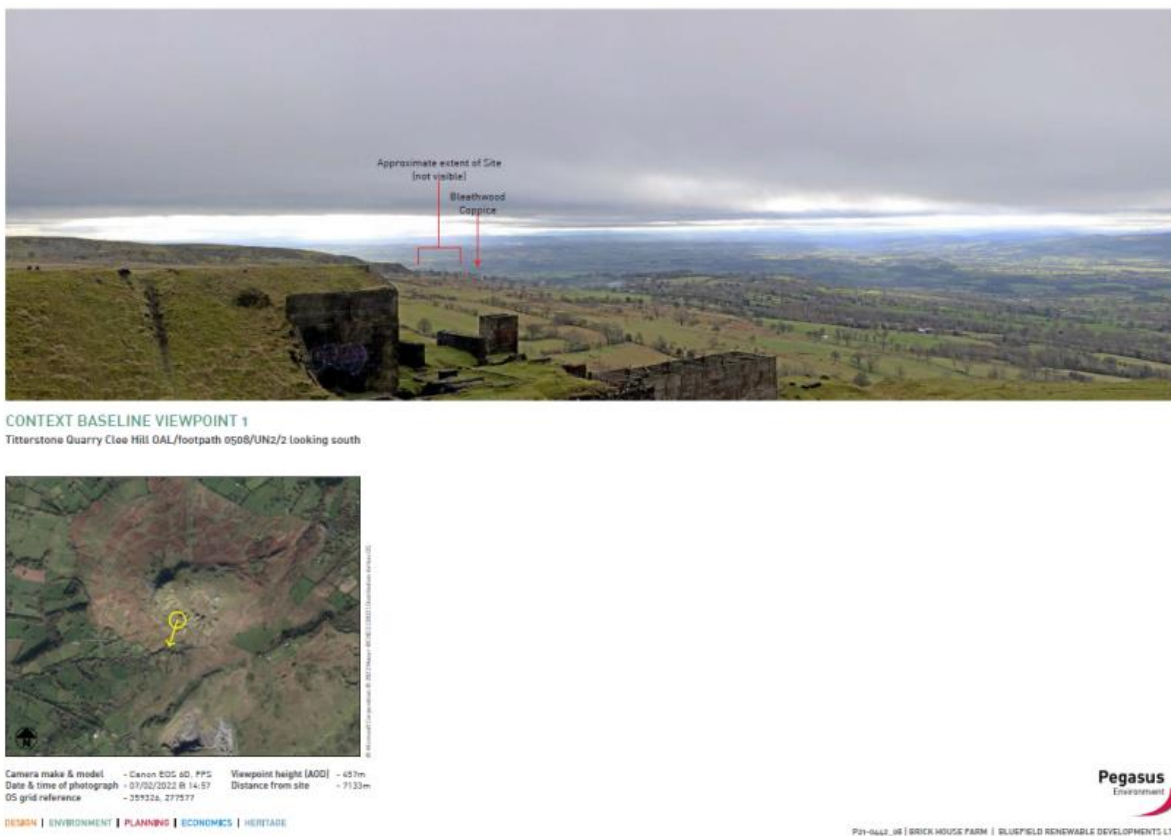 Approximate extent of Site
(not visible)
Bleathwood
Coppice
CONTEXT BASELINE VIEWPOINT 1
Titterstone Quarry Clee Hill OAL/footpath 0508/UN2/2 looking south
N
Camera make & model - Canon EOS 6D, FFS
Date & time of photograph - 07/02/2022 @ 14:57
OS grid reference - 359326, 277577
Viewpoint height (AOD) - 457m
Distance from site - 7133m
DESIGN | ENVIRONMENT | PLANNING | ECONOMICS | HERITAGE
Pegasus
Environment
P21-0442_08 | BRICK HOUSE FARM | BLUEFIELD RENEWABLE DEVELOPMENTS LT